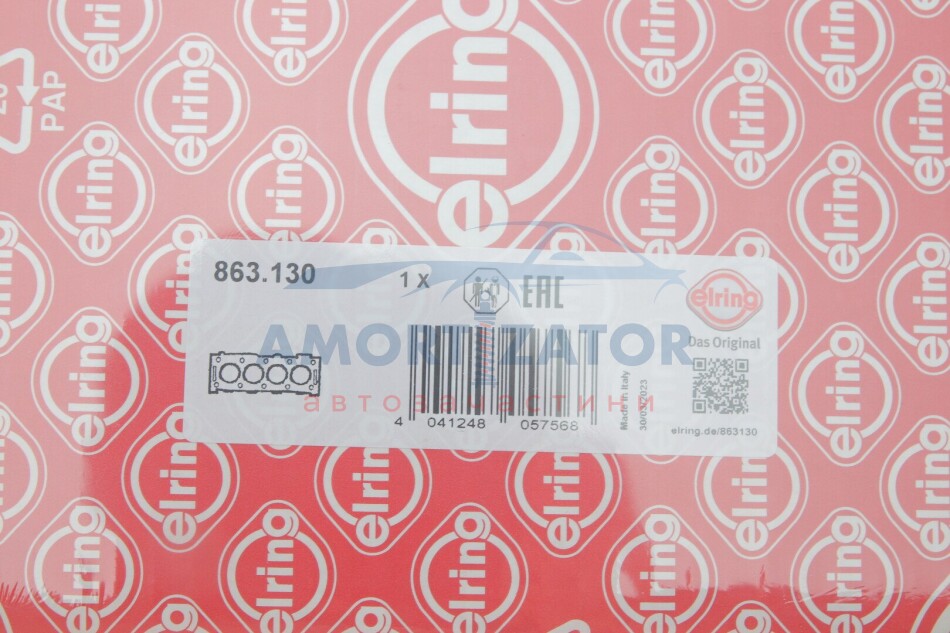 elring
PAP
863.130
1 x
EAC
elring
Das Original
AMORTIZATOR
автозапчастини
4 041248 057568
Made in Italy
elring.de/863130